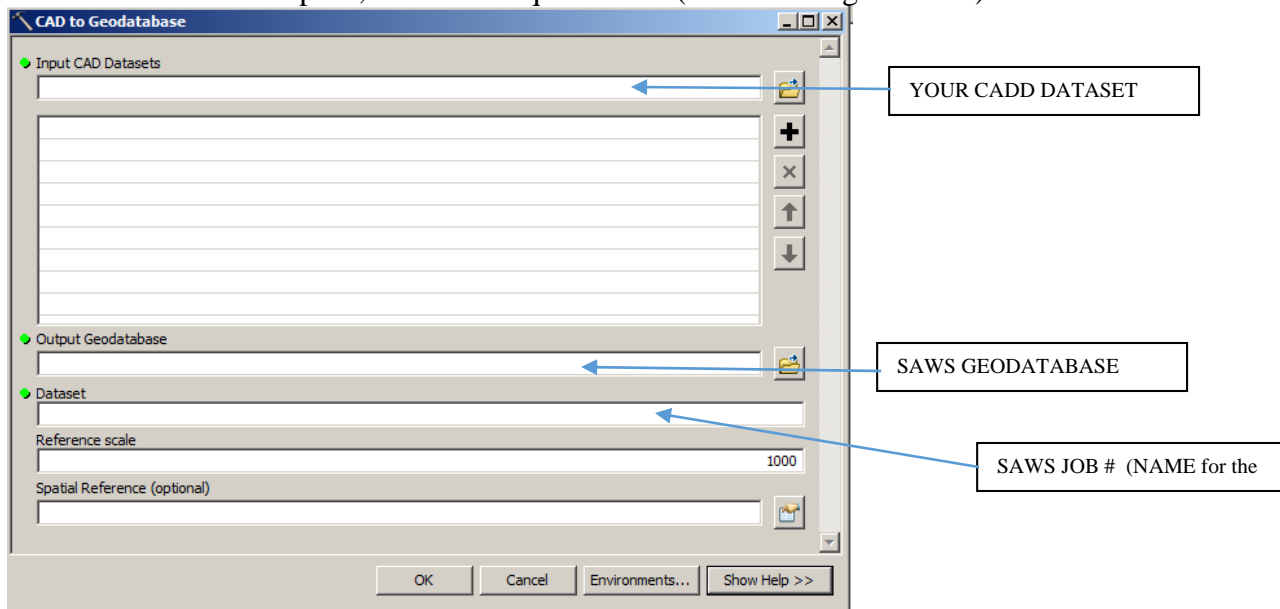 CAD to Geodatabase
Input CAD Datasets
YOUR CADD DATASET
Output Geodatabase
SAWS GEODATABASE
Dataset
Reference scale
1000
SAWS JOB # (NAME for the
Spatial Reference (optional)
OK
Cancel
Environments...
Show Help >>